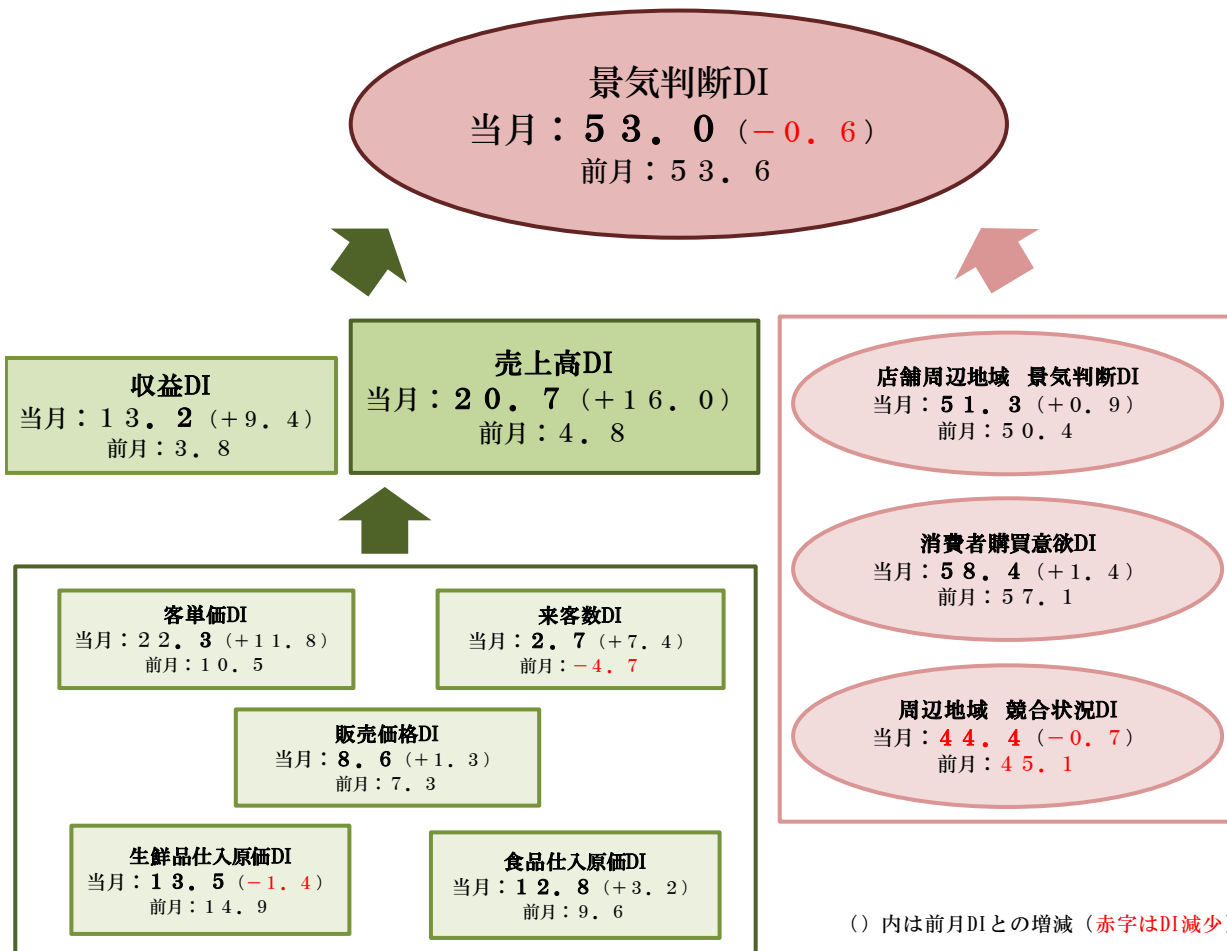 景気判断DI
当月：５３．０（－０．６）
前月：５３．６
収益DI
当月：１３．２（+９．４）
前月：３．８
売上高DI
当月：２０．７（+１６．０）
前月：４．８
客単価DI
当月：２２．３（+１１．８）
前月：１０．５
来客数DI
当月：２．７（+７．４）
前月：－４．７
販売価格DI
当月：８．６（+１．３）
前月：７．３
生鮮品仕入原価DI
当月：１３．５（－１．４）
前月：１４．９
食品仕入原価DI
当月：１２．８（+３．２）
前月：９．６
店舗周辺地域 景気判断DI
当月：５１．３（+０．９）
前月：５０．４
消費者購買意欲DI
当月：５８．４（+１．４）
前月：５７．１
周辺地域 競合状況DI
当月：４４．４（－０．７）
前月：４５．１
（）内は前月DIとの増減（赤字はDI減少）